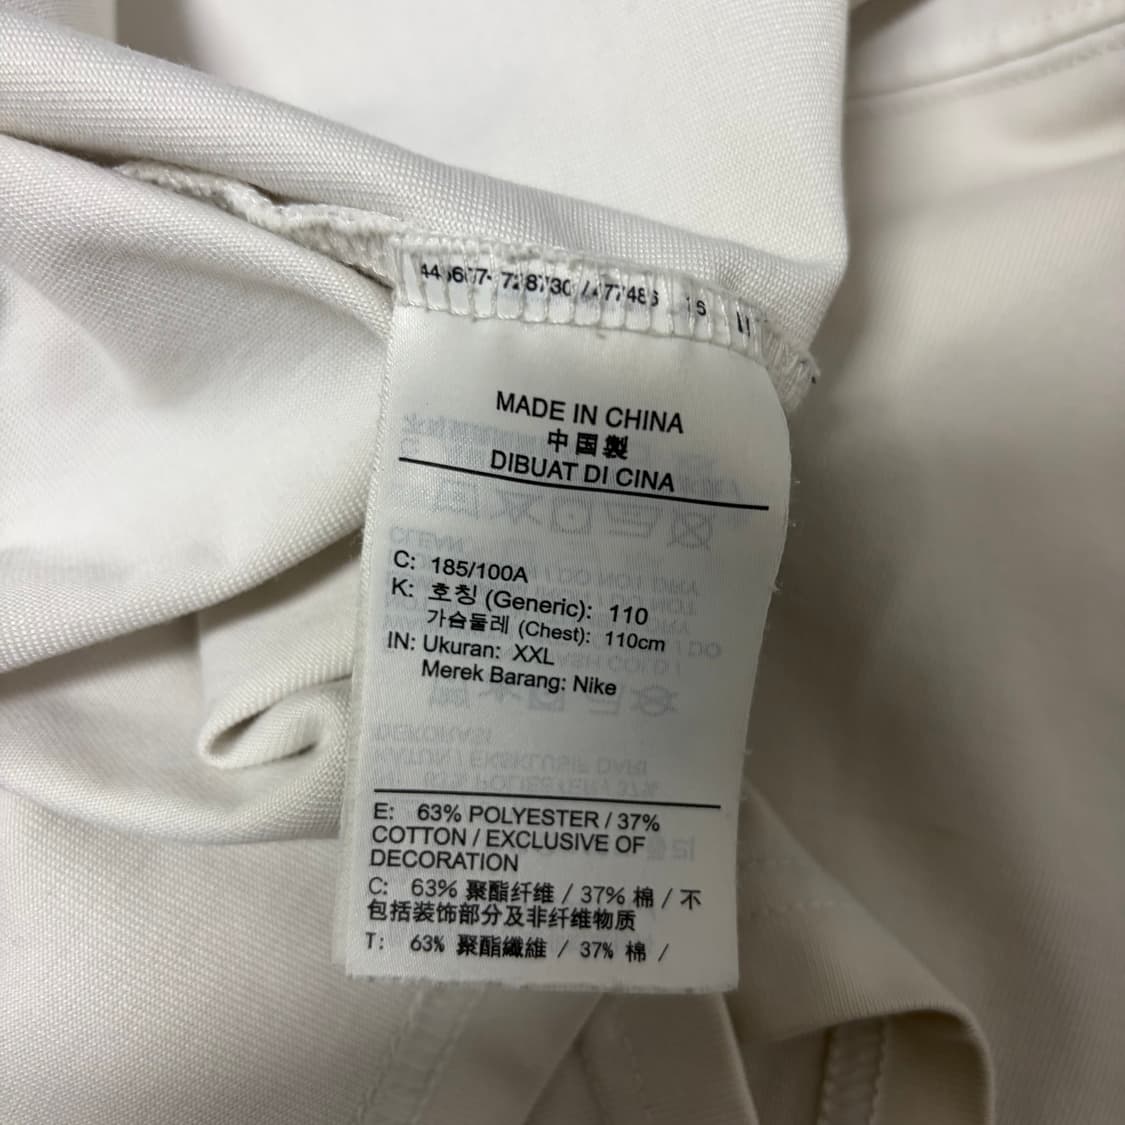 MADE IN CHINA
中国製
DIBUAT DI CINA
C: 185/100A
K: 호칭 (Generic): 110
가슴둘레 (Chest): 110cm
IN: Ukuran: XXL
Merek Barang: Nike
E: 63% POLYESTER / 37%
COTTON / EXCLUSIVE OF
DECORATION
C: 63% 聚酯纤维 / 37% 棉 / 不
包括装饰部分及非纤维物质
T: 63% 聚酯纖維 / 37% 棉 /